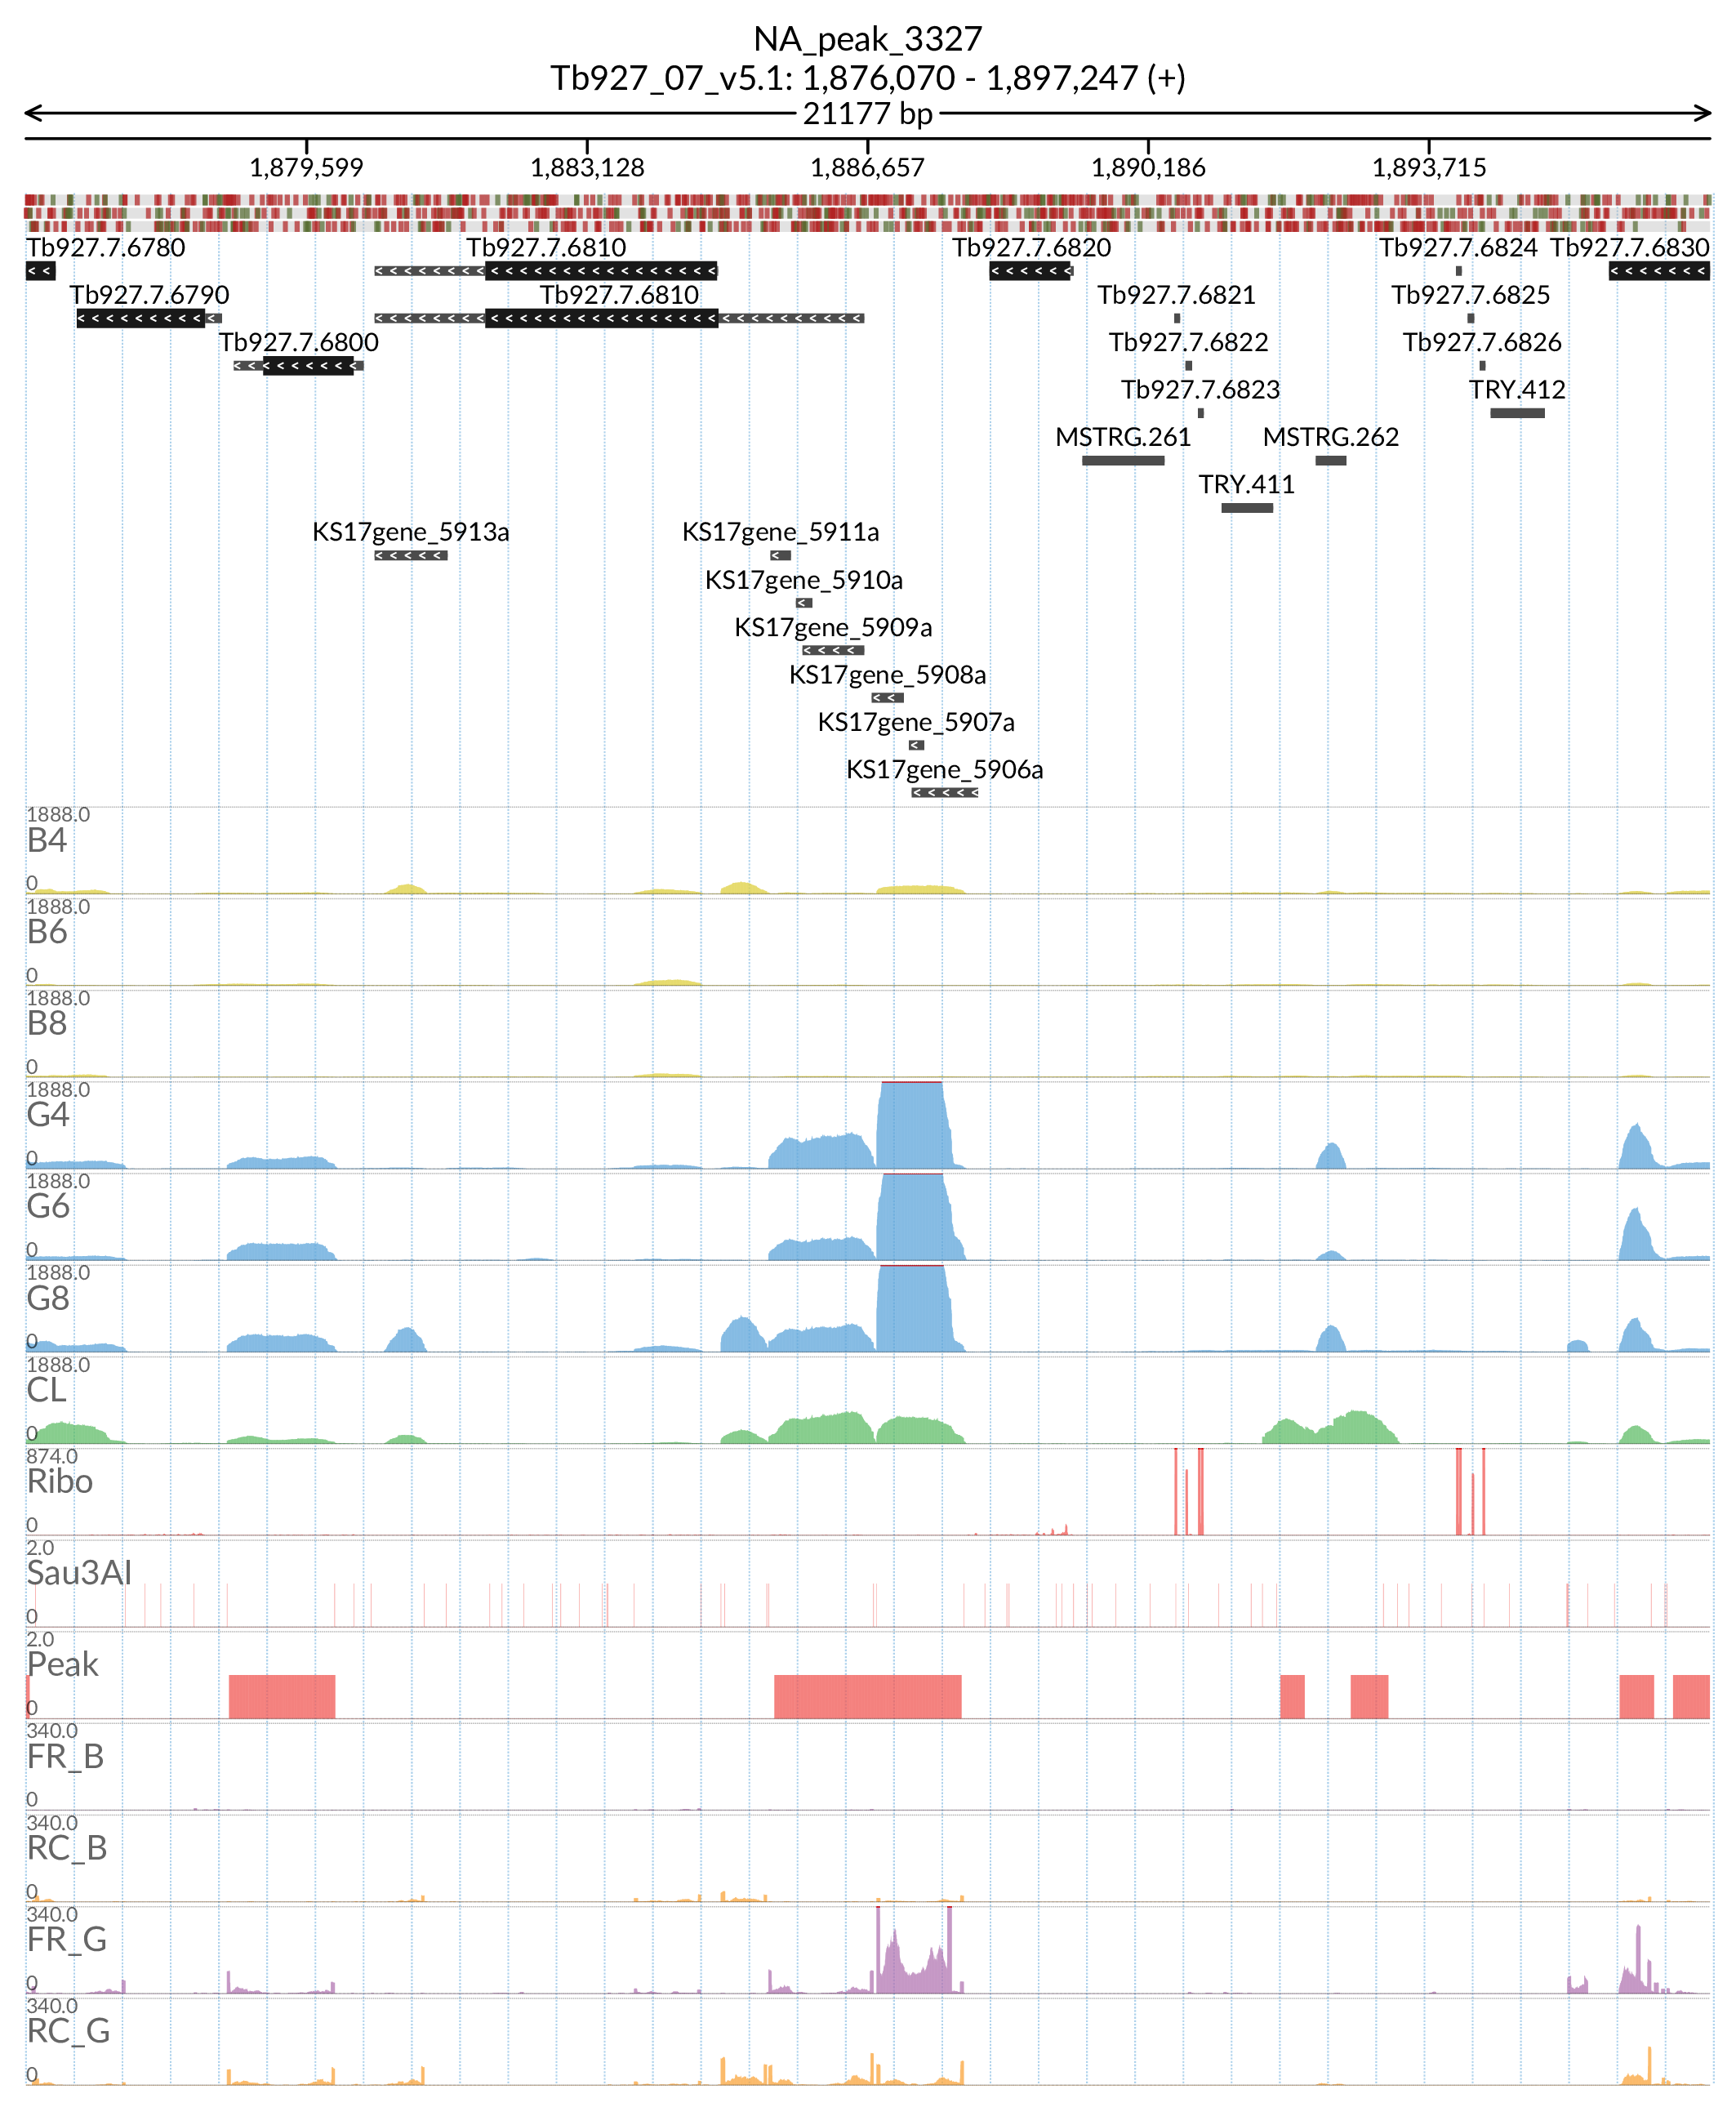 NA_peak_3327
Tb927_07_v5.1: 1,876,070 - 1,897,247 (+)
21177 bp
1,879,599 1,883,128 1,886,657 1,890,186 1,893,715
Tb927.7.6780 Tb927.7.6810 Tb927.7.6820 Tb927.7.6824 Tb927.7.6830
Tb927.7.6790 Tb927.7.6810 Tb927.7.6821 Tb927.7.6825
Tb927.7.6800 Tb927.7.6822 Tb927.7.6826
Tb927.7.6823 TRY.412
MSTRG.261 MSTRG.262
TRY.411
KS17gene_5913a KS17gene_5911a
KS17gene_5910a
KS17gene_5909a
KS17gene_5908a
KS17gene_5907a
KS17gene_5906a
1888.0
B4
0
1888.0
B6
0
1888.0
B8
0
1888.0
G4
0
1888.0
G6
0
1888.0
G8
0
1888.0
CL
0
874.0
Ribo
0
2.0
Sau3AI
0
2.0
Peak
0
340.0
FR_B
0
340.0
RC_B
0
340.0
FR_G
0
340.0
RC_G
0